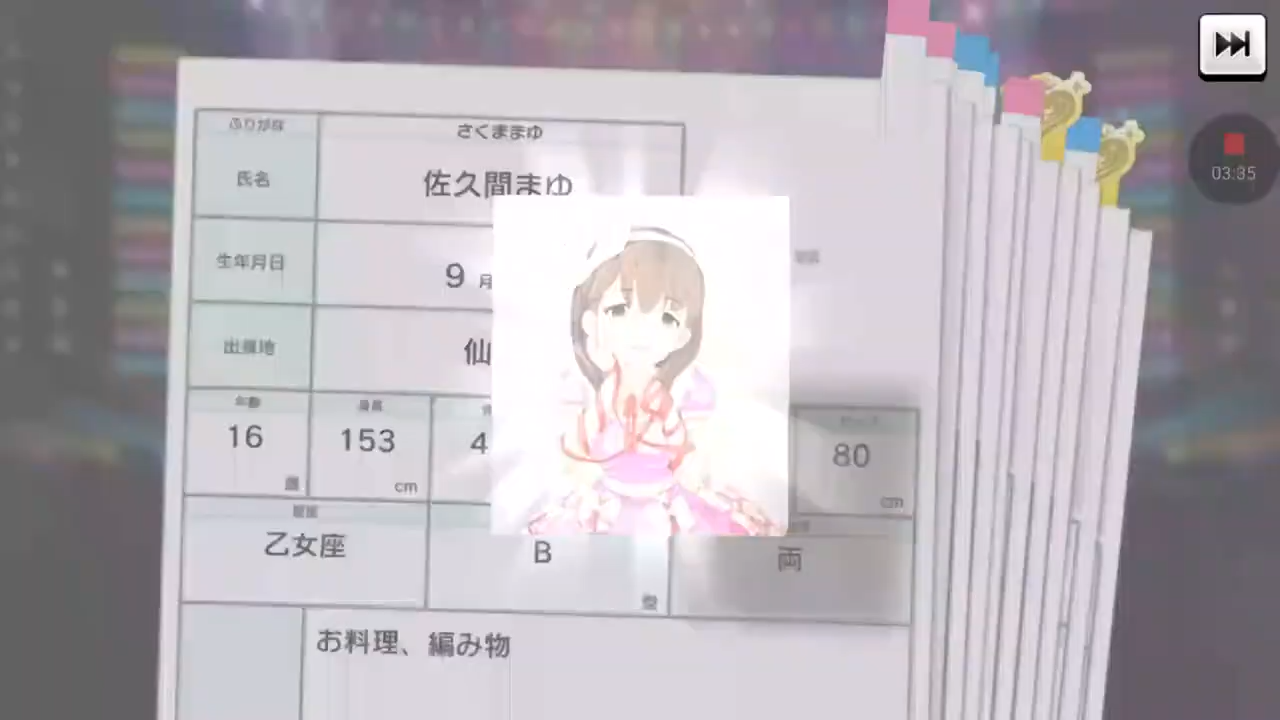 ふりがな
さくままゆ
氏名
佐久間まゆ
生年月日
9 月
出身地
仙
年齢
身長
16
歳
153
cm
4
80
cm
乙女座
B
型
両
お料理、編み物
03:35